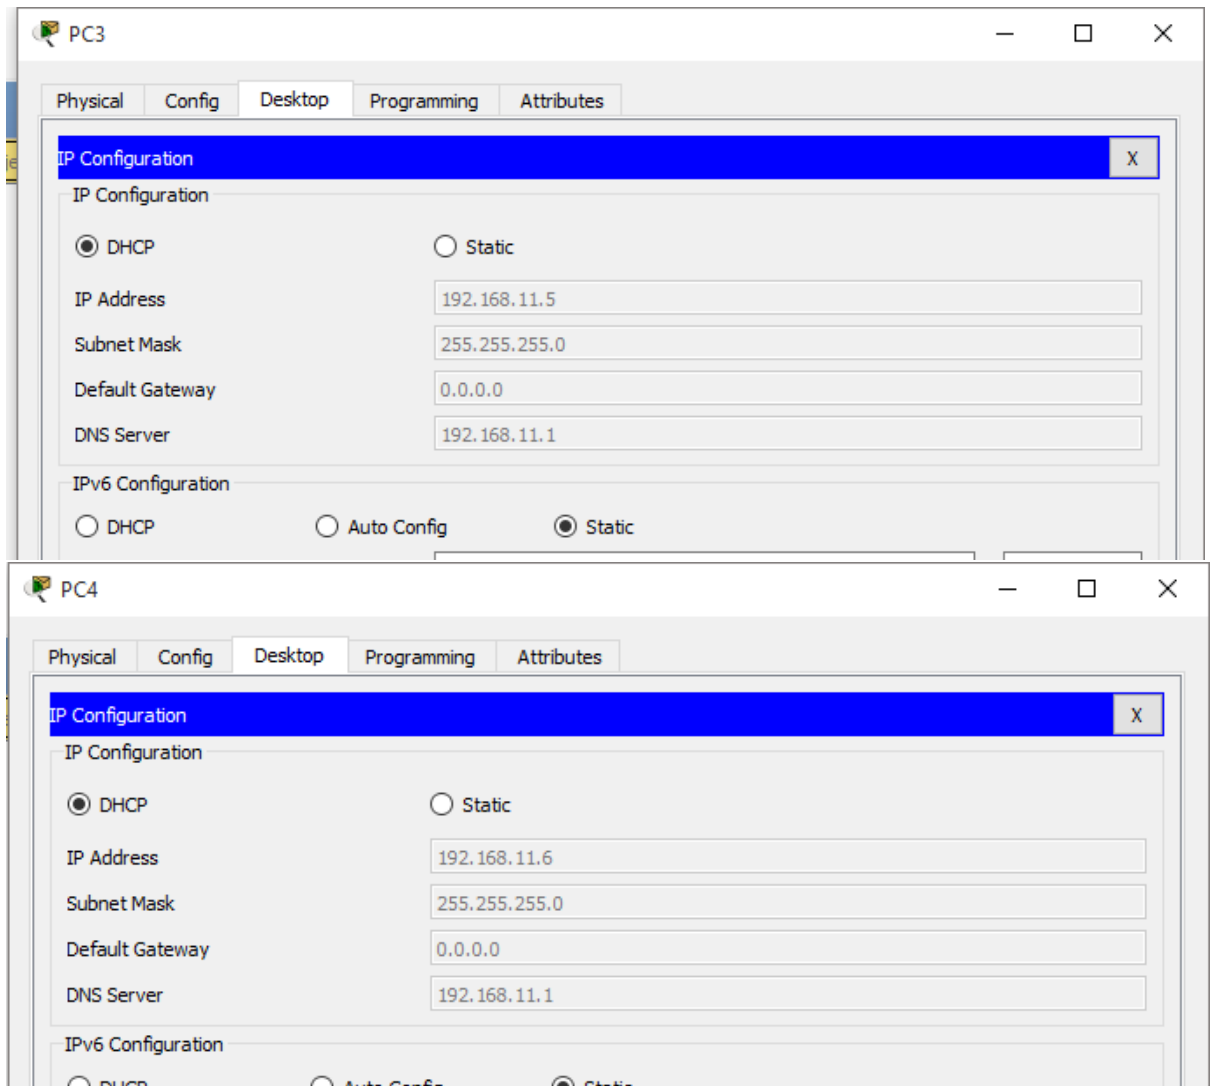 PC3
Physical Config Desktop Programming Attributes
IP Configuration X
IP Configuration
DHCP Static
IP Address 192.168.11.5
Subnet Mask 255.255.255.0
Default Gateway 0.0.0.0
DNS Server 192.168.11.1
IPv6 Configuration
DHCP Auto Config Static
PC4
Physical Config Desktop Programming Attributes
IP Configuration X
IP Configuration
DHCP Static
IP Address 192.168.11.6
Subnet Mask 255.255.255.0
Default Gateway 0.0.0.0
DNS Server 192.168.11.1
IPv6 Configuration
DHCP Auto Config Static